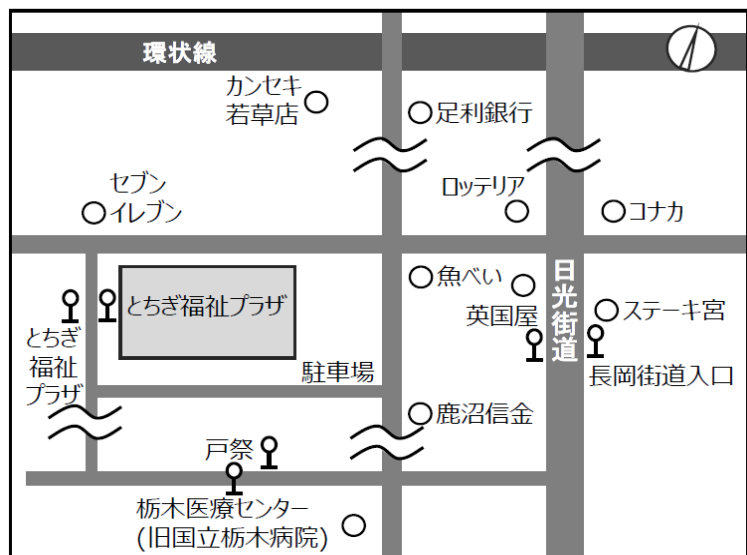 環状線
カンセキ
若草店
足利銀行
セブン
イレブン
ロッテリア
コナカ
とちぎ福祉プラザ
魚べい
日光街道
英国屋
ステーキ宮
とちぎ
福祉
プラザ
駐車場
長岡街道入口
鹿沼信金
戸祭
栃木医療センター
(旧国立栃木病院)